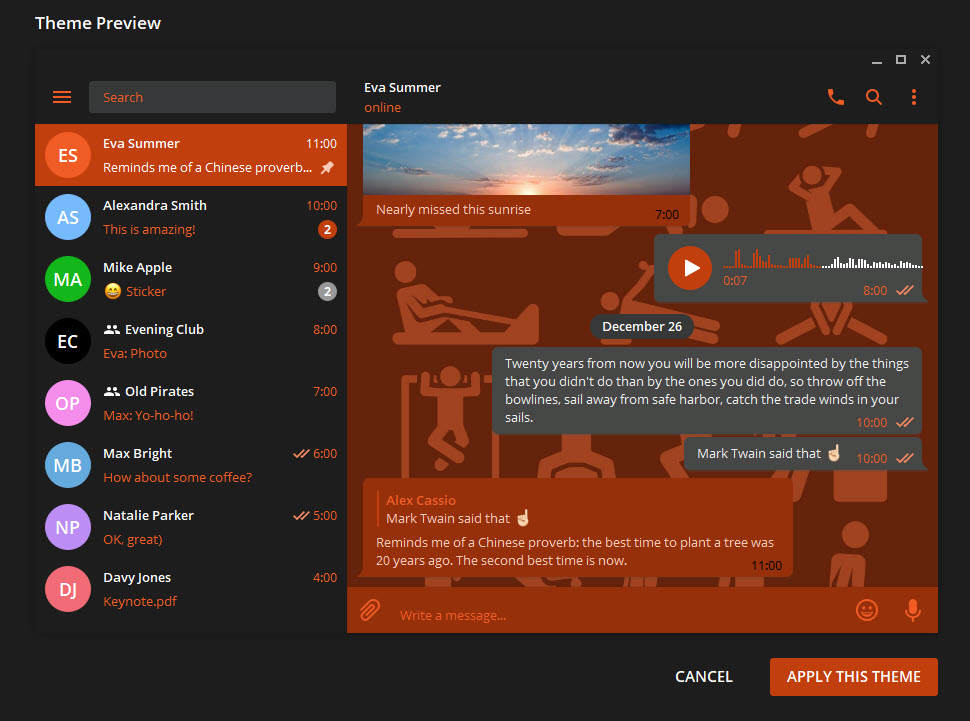 Theme Preview
Search
Eva Summer
online
ES
Eva Summer
11:00
Reminds me of a Chinese proverb...
AS
Alexandra Smith
10:00
This is amazing!
2
MA
Mike Apple
9:00
😄 Sticker
2
EC
Evening Club
8:00
Eva: Photo
OP
Old Pirates
7:00
Max: Yo-ho-ho!
MB
Max Bright
6:00
How about some coffee?
NP
Natalie Parker
5:00
OK, great)
DJ
Davy Jones
4:00
Keynote.pdf
Nearly missed this sunrise
7:00
0:07
8:00
December 26
Twenty years from now you will be more disappointed by the things
that you didn't do than by the ones you did do, so throw off the
bowlines, sail away from safe harbor, catch the trade winds in your
sails.
10:00
Mark Twain said that ☝🏻
10:00
Alex Cassio
Mark Twain said that ☝🏻
Reminds me of a Chinese proverb: the best time to plant a tree was
20 years ago. The second best time is now.
11:00
Write a message...
CANCEL
APPLY THIS THEME